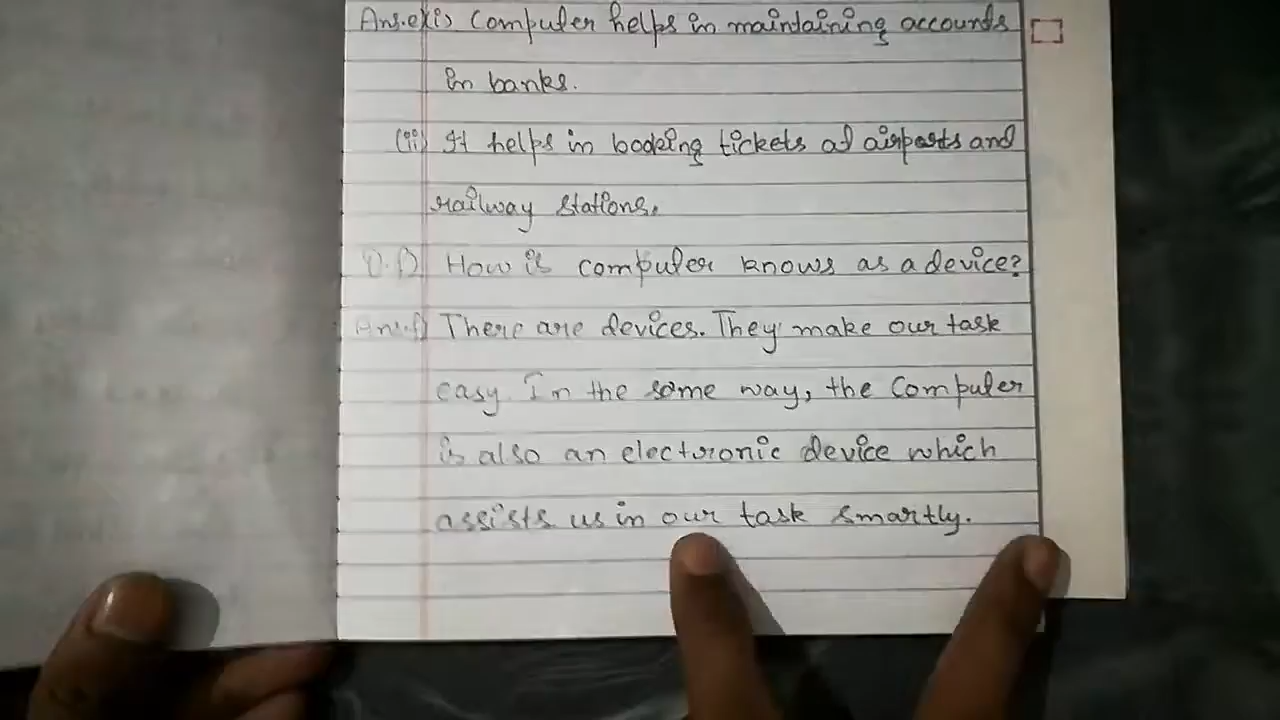 Ans.e)(i) Computer helps in maintaining accounts
in banks.
(ii) It helps in booking tickets at airports and
railway stations.
Q.f) How is computer knows as a device?
Ans.f) There are devices. They make our task
easy. In the same way, the Computer
is also an electronic device which
assists us in our task smartly.